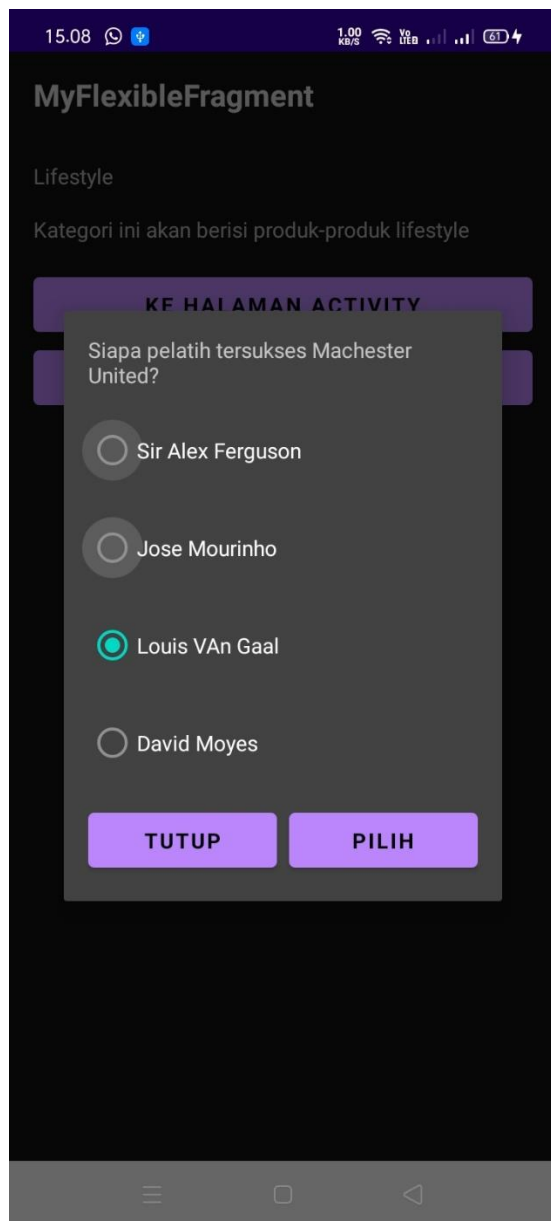 15.08 1.00 KB/S Vo LTE 61
MyFlexibleFragment
Lifestyle
Kategori ini akan berisi produk-produk lifestyle
KE HALAMAN ACTIVITY
Siapa pelatih tersukses Machester
United?
Sir Alex Ferguson
Jose Mourinho
Louis VAn Gaal
David Moyes
TUTUP PILIH